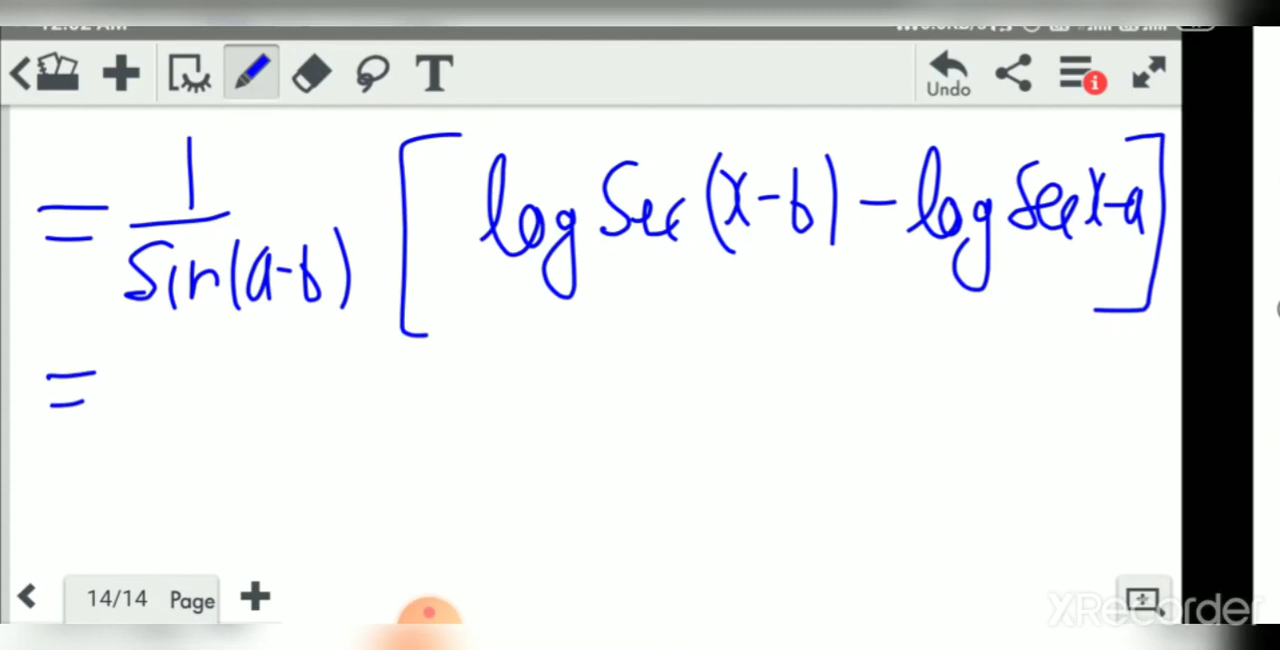 T
Undo
i
= 1/Sin(a-b) [ log Sec (x-b) - log Sec x-a ]
=
14/14 Page
XRecorder